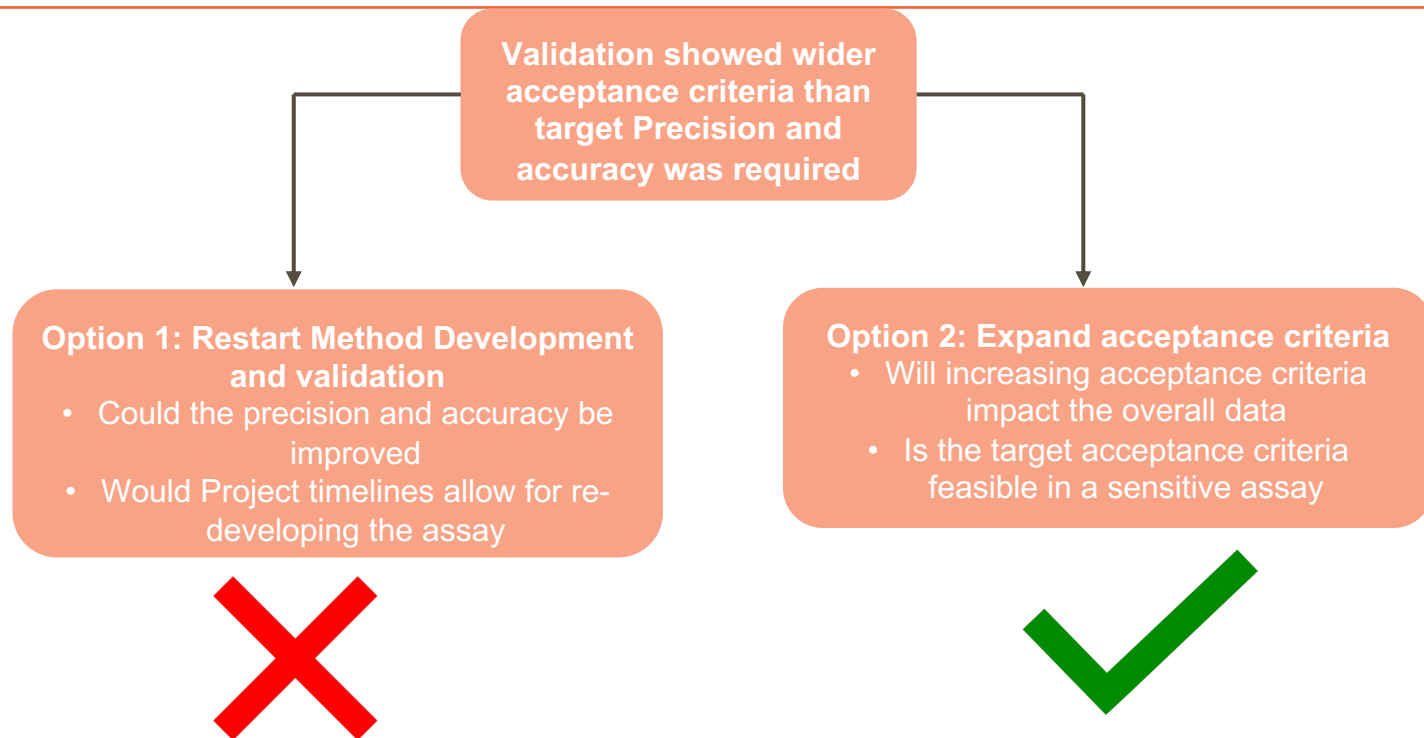 Validation showed wider
acceptance criteria than
target Precision and
accuracy was required
Option 1: Restart Method Development
and validation
• Could the precision and accuracy be
improved
• Would Project timelines allow for re-
developing the assay
Option 2: Expand acceptance criteria
• Will increasing acceptance criteria
impact the overall data
• Is the target acceptance criteria
feasible in a sensitive assay